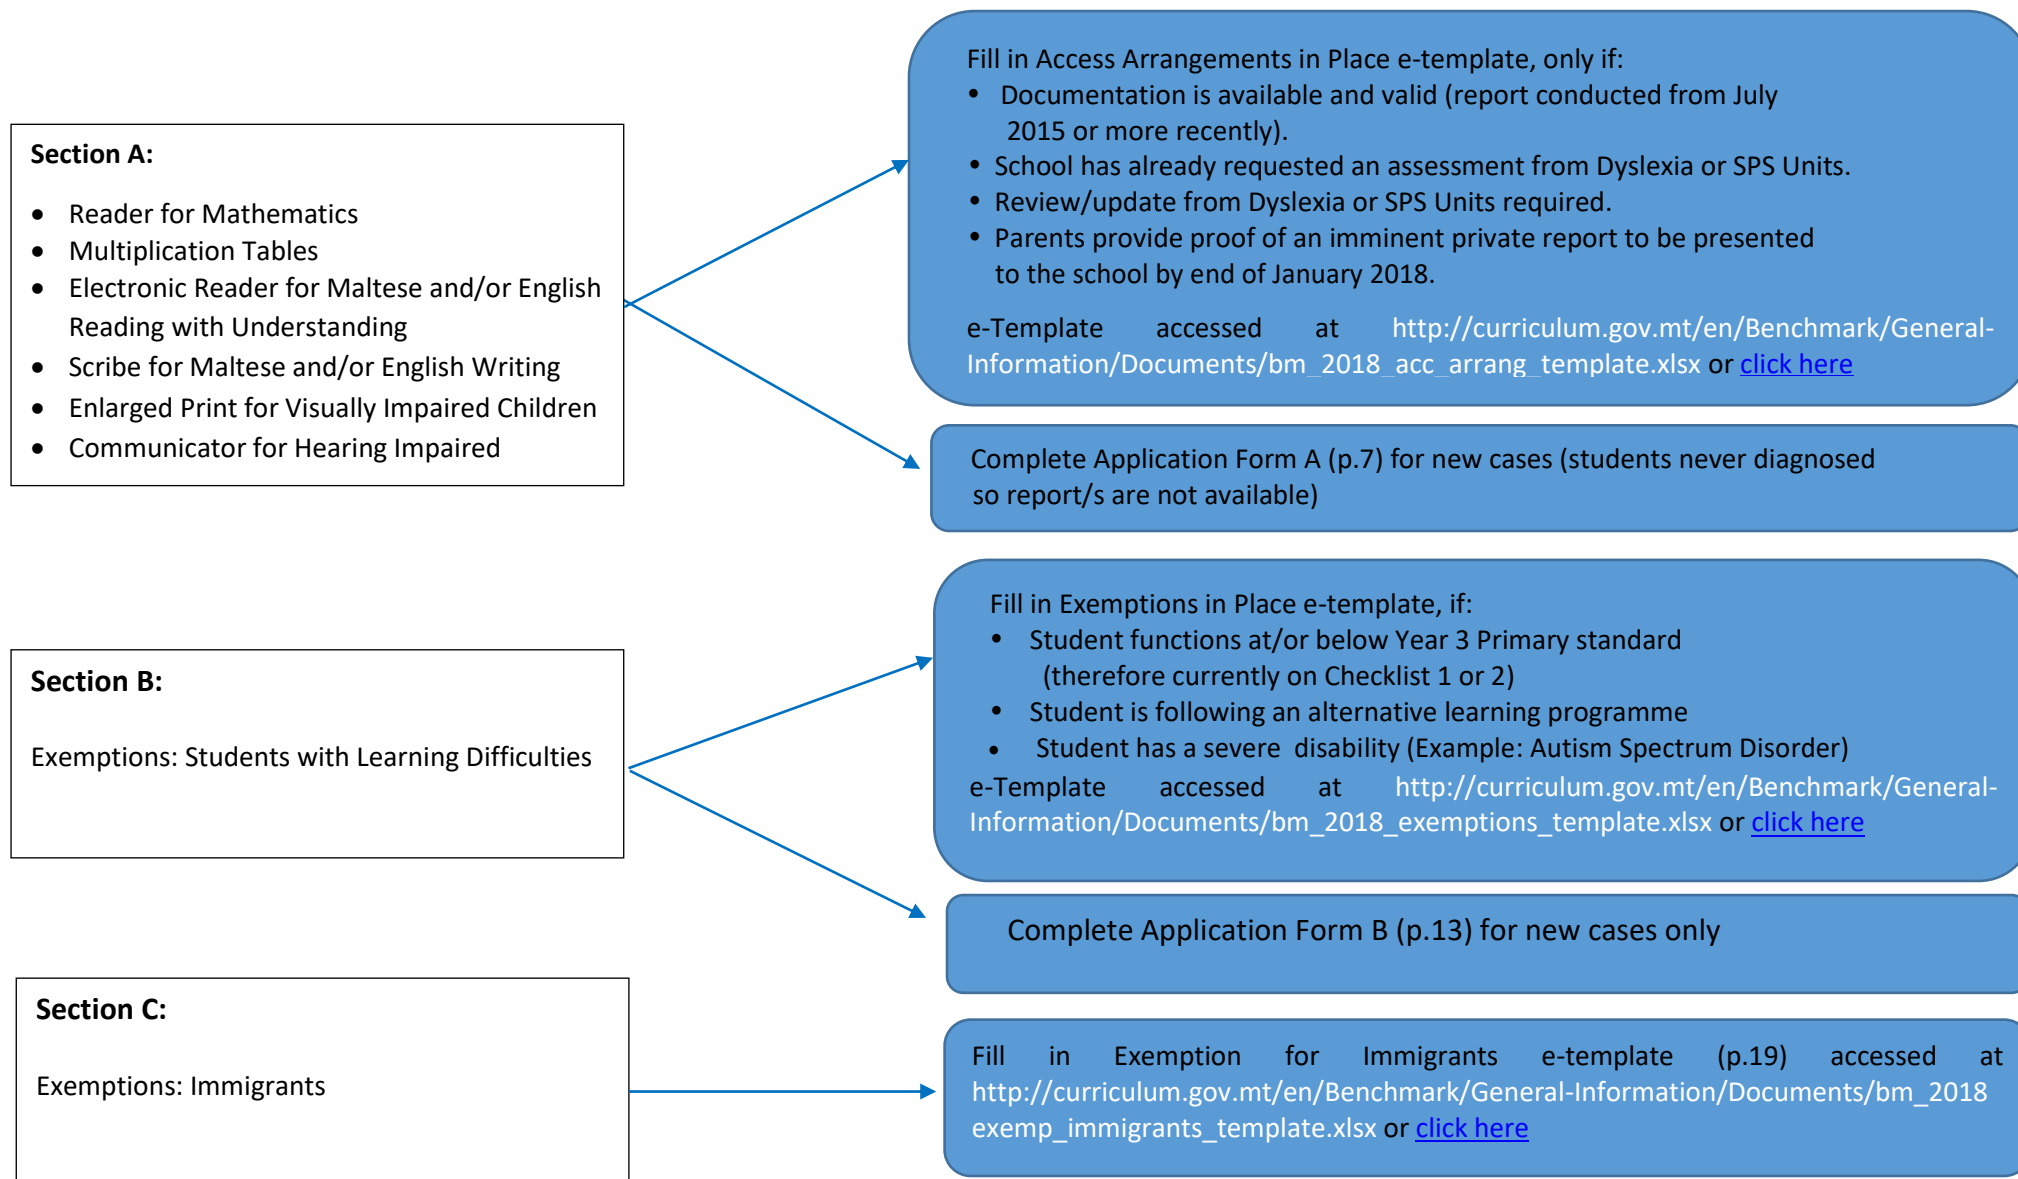 Section A:
• Reader for Mathematics
• Multiplication Tables
• Electronic Reader for Maltese and/or English
Reading with Understanding
• Scribe for Maltese and/or English Writing
• Enlarged Print for Visually Impaired Children
• Communicator for Hearing Impaired
Fill in Access Arrangements in Place e-template, only if:
• Documentation is available and valid (report conducted from July
2015 or more recently).
• School has already requested an assessment from Dyslexia or SPS Units.
• Review/update from Dyslexia or SPS Units required.
• Parents provide proof of an imminent private report to be presented
to the school by end of January 2018.
e-Template accessed at http://curriculum.gov.mt/en/Benchmark/General-
Information/Documents/bm_2018_acc_arrang_template.xlsx or click here
Complete Application Form A (p.7) for new cases (students never diagnosed
so report/s are not available)
Section B:
Exemptions: Students with Learning Difficulties
Fill in Exemptions in Place e-template, if:
• Student functions at/or below Year 3 Primary standard
(therefore currently on Checklist 1 or 2)
• Student is following an alternative learning programme
• Student has a severe disability (Example: Autism Spectrum Disorder)
e-Template accessed at http://curriculum.gov.mt/en/Benchmark/General-
Information/Documents/bm_2018_exemptions_template.xlsx or click here
Complete Application Form B (p.13) for new cases only
Section C:
Exemptions: Immigrants
Fill in Exemption for Immigrants e-template (p.19) accessed at
http://curriculum.gov.mt/en/Benchmark/General-Information/Documents/bm_2018
exemp_immigrants_template.xlsx or click here